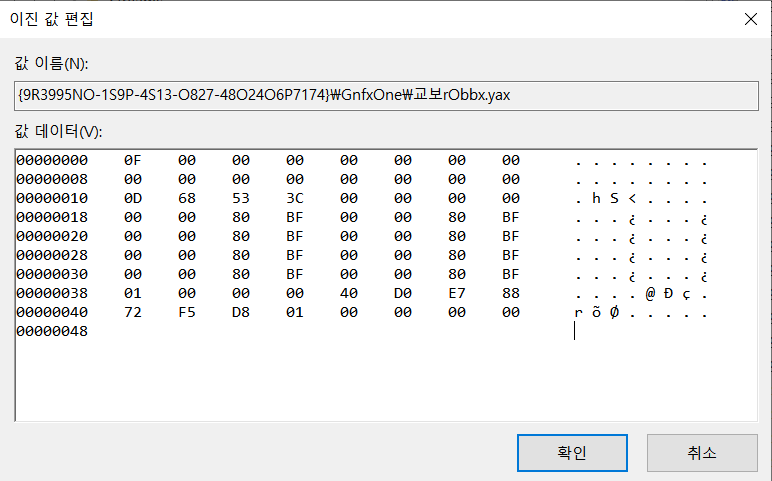 이진 값 편집
값 이름(N):
{9R3995NO-1S9P-4S13-O827-48O24O6P7174}₩GnfxOne₩교보rObbx.yax
값 데이터(V):
00000000 0F 00 00 00 00 00 00 00 . . . . . . . .
00000008 00 00 00 00 00 00 00 00 . . . . . . . .
00000010 0D 68 53 3C 00 00 00 00 . h S < . . . .
00000018 00 00 80 BF 00 00 80 BF . . . ¿ . . . ¿
00000020 00 00 80 BF 00 00 80 BF . . . ¿ . . . ¿
00000028 00 00 80 BF 00 00 80 BF . . . ¿ . . . ¿
00000030 00 00 80 BF 00 00 80 BF . . . ¿ . . . ¿
00000038 01 00 00 00 40 D0 E7 88 . . . . @ Ð ç .
00000040 72 F5 D8 01 00 00 00 00 r õ Ø . . . . .
00000048
확인 취소